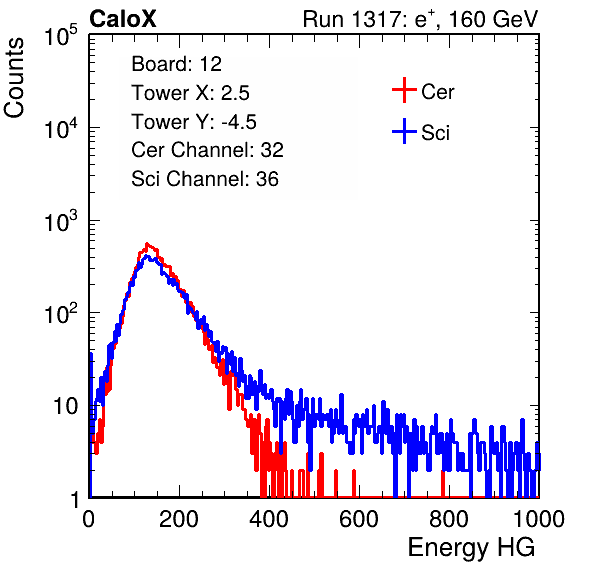 CaloX Run 1317: e⁺, 160 GeV
Counts
10⁵
10⁴
10³
10²
10
1
Board: 12
Tower X: 2.5
Tower Y: -4.5
Cer Channel: 32
Sci Channel: 36
Cer
Sci
0 200 400 600 800 1000
Energy HG